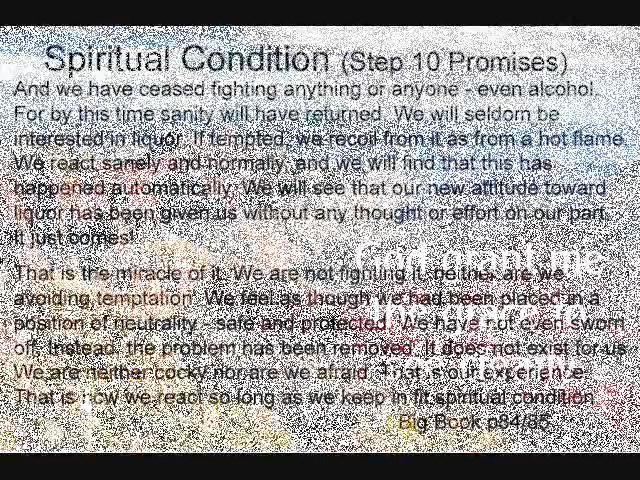 Spiritual Condition (Step 10 Promises)
And we have ceased fighting anything or anyone - even alcohol.
For by this time sanity will have returned. We will seldom be
interested in liquor. If tempted, we recoil from it as from a hot flame.
We react sanely and normally, and we will find that this has
happened automatically. We will see that our new attitude toward
liquor has been given us without any thought or effort on our part.
It just comes!
God grant me
That is the miracle of it. We are not fighting it, neither are we
avoiding temptation. We feel as though we had been placed in a
position of neutrality - safe and protected. We have not even sworn
off. Instead, the problem has been removed. It does not exist for us.
We are neither cocky nor are we afraid. That is our experience.
That is how we react so long as we keep in fit spiritual condition.
Big Book p84/85